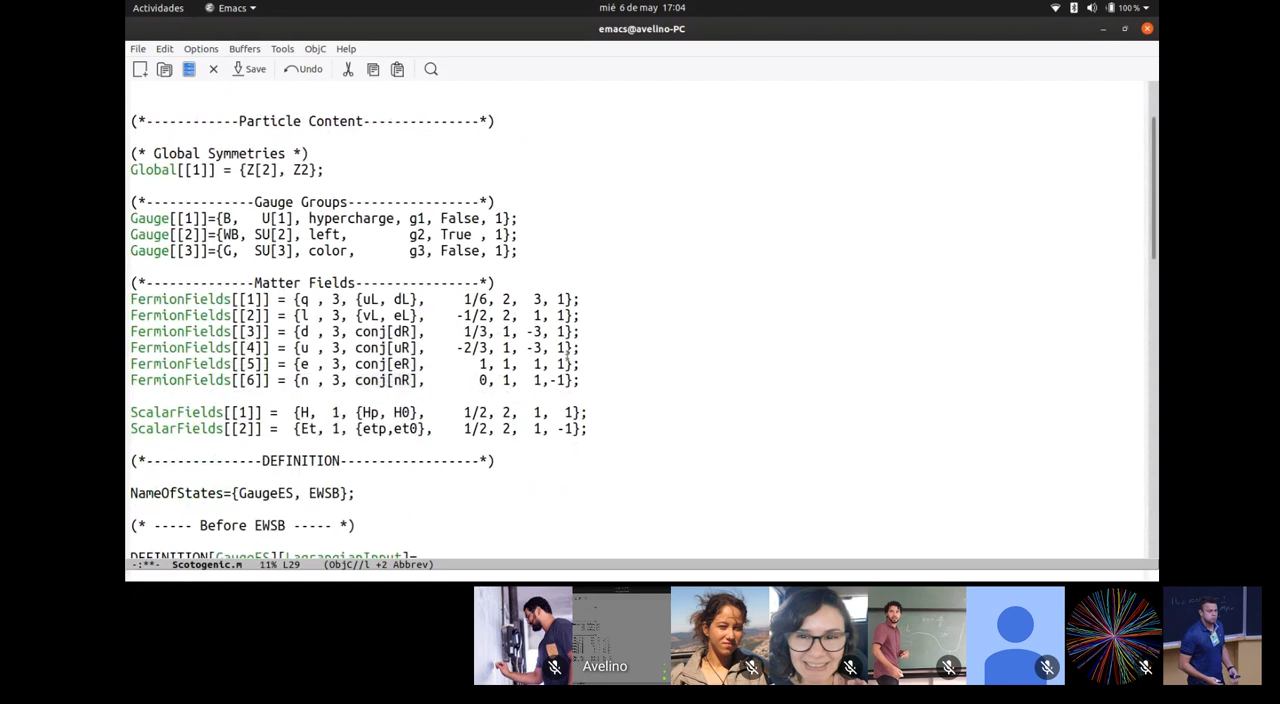 Actividades Emacs mié 6 de may 17:04 100 %
emacs@avelino-PC
File Edit Options Buffers Tools ObjC Help
Save Undo
(*------------Particle Content---------------*)
(* Global Symmetries *)
Global[[1]] = {Z[2], Z2};
(*--------------Gauge Groups-----------------*)
Gauge[[1]]={B,   U[1], hypercharge, g1, False, 1};
Gauge[[2]]={WB, SU[2], left,        g2, True , 1};
Gauge[[3]]={G,  SU[3], color,       g3, False, 1};
(*--------------Matter Fields----------------*)
FermionFields[[1]] = {q , 3, {uL, dL},     1/6, 2,  3, 1};
FermionFields[[2]] = {l , 3, {vL, eL},    -1/2, 2,  1, 1};
FermionFields[[3]] = {d , 3, conj[dR],     1/3, 1, -3, 1};
FermionFields[[4]] = {u , 3, conj[uR],    -2/3, 1, -3, 1};
FermionFields[[5]] = {e , 3, conj[eR],       1, 1,  1, 1};
FermionFields[[6]] = {n , 3, conj[nR],       0, 1,  1,-1};
ScalarFields[[1]] =  {H,  1, {Hp, H0},     1/2, 2,  1,  1};
ScalarFields[[2]] =  {Et, 1, {etp,et0},    1/2, 2,  1, -1};
(*---------------DEFINITION------------------*)
NameOfStates={GaugeES, EWSB};
(* ----- Before EWSB ----- *)
DEFINITION[GaugeES][LagrangianInput]=
-:**- Scotogenic.m 11% L29 (ObjC//l +2 Abbrev)
Avelino